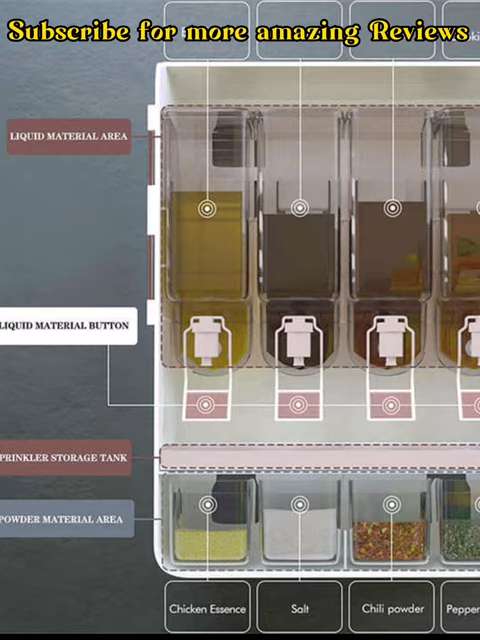 Subscribe for more amazing Reviews
LIQUID MATERIAL AREA
LIQUID MATERIAL BUTTON
PRINKLER STORAGE TANK
POWDER MATERIAL AREA
Chicken Essence
Salt
Chili powder
Pepper